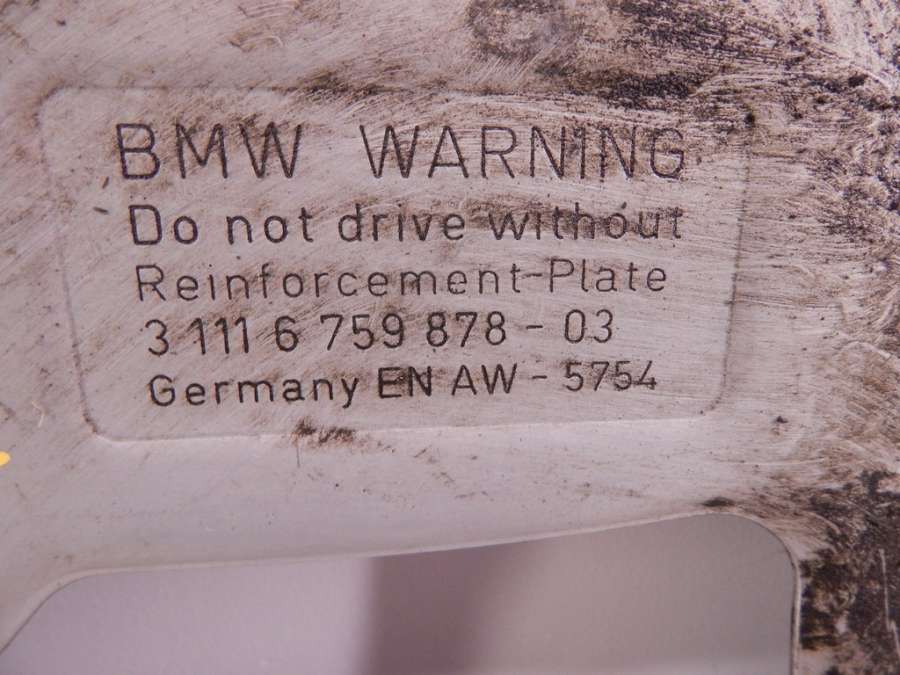 BMW WARNING
Do not drive without
Reinforcement-Plate
3 111 6 759 878 - 03
Germany EN AW - 5754